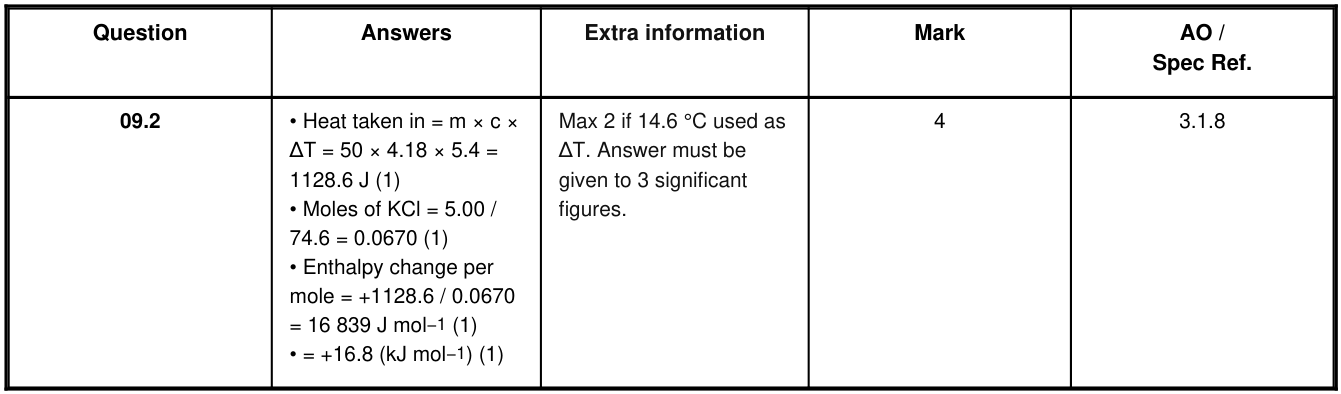 Question Answers Extra information Mark AO /
Spec Ref.
09.2
• Heat taken in = m × c ×
ΔT = 50 × 4.18 × 5.4 =
1128.6 J (1)
• Moles of KCl = 5.00 /
74.6 = 0.0670 (1)
• Enthalpy change per
mole = +1128.6 / 0.0670
= 16 839 J mol–1 (1)
• = +16.8 (kJ mol–1) (1)
Max 2 if 14.6 °C used as
ΔT. Answer must be
given to 3 significant
figures.
4
3.1.8